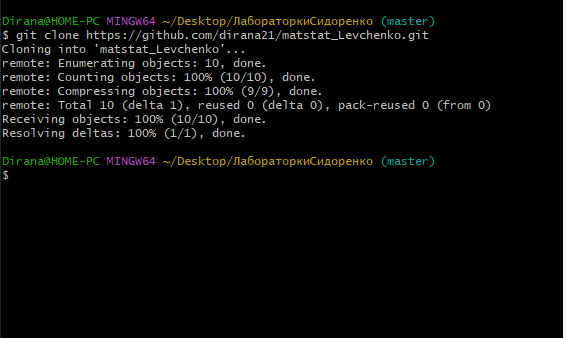 Dirana@HOME-PC MINGW64 ~/Desktop/ЛабораторкиСидоренко (master)
$ git clone https://github.com/dirana21/matstat_Levchenko.git
Cloning into 'matstat_Levchenko'...
remote: Enumerating objects: 10, done.
remote: Counting objects: 100% (10/10), done.
remote: Compressing objects: 100% (9/9), done.
remote: Total 10 (delta 1), reused 0 (delta 0), pack-reused 0 (from 0)
Receiving objects: 100% (10/10), done.
Resolving deltas: 100% (1/1), done.
Dirana@HOME-PC MINGW64 ~/Desktop/ЛабораторкиСидоренко (master)
$